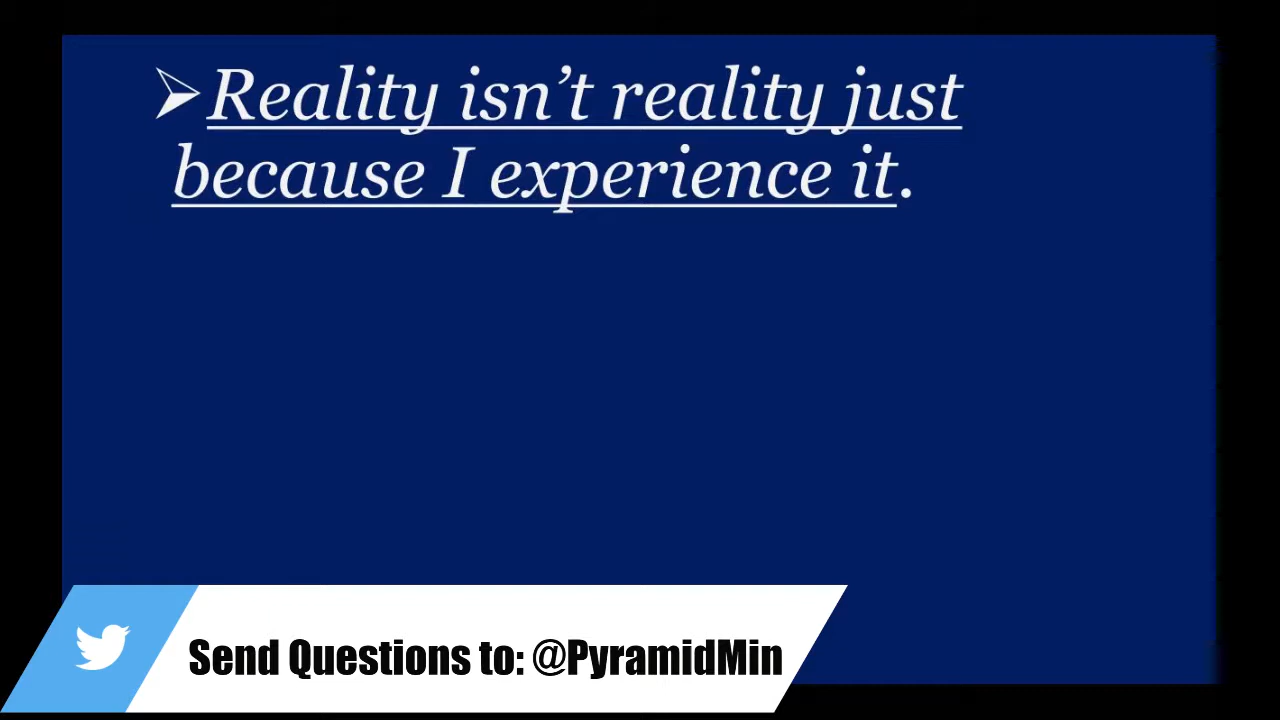 ➢Reality isn’t reality just
because I experience it.
Send Questions to: @PyramidMin